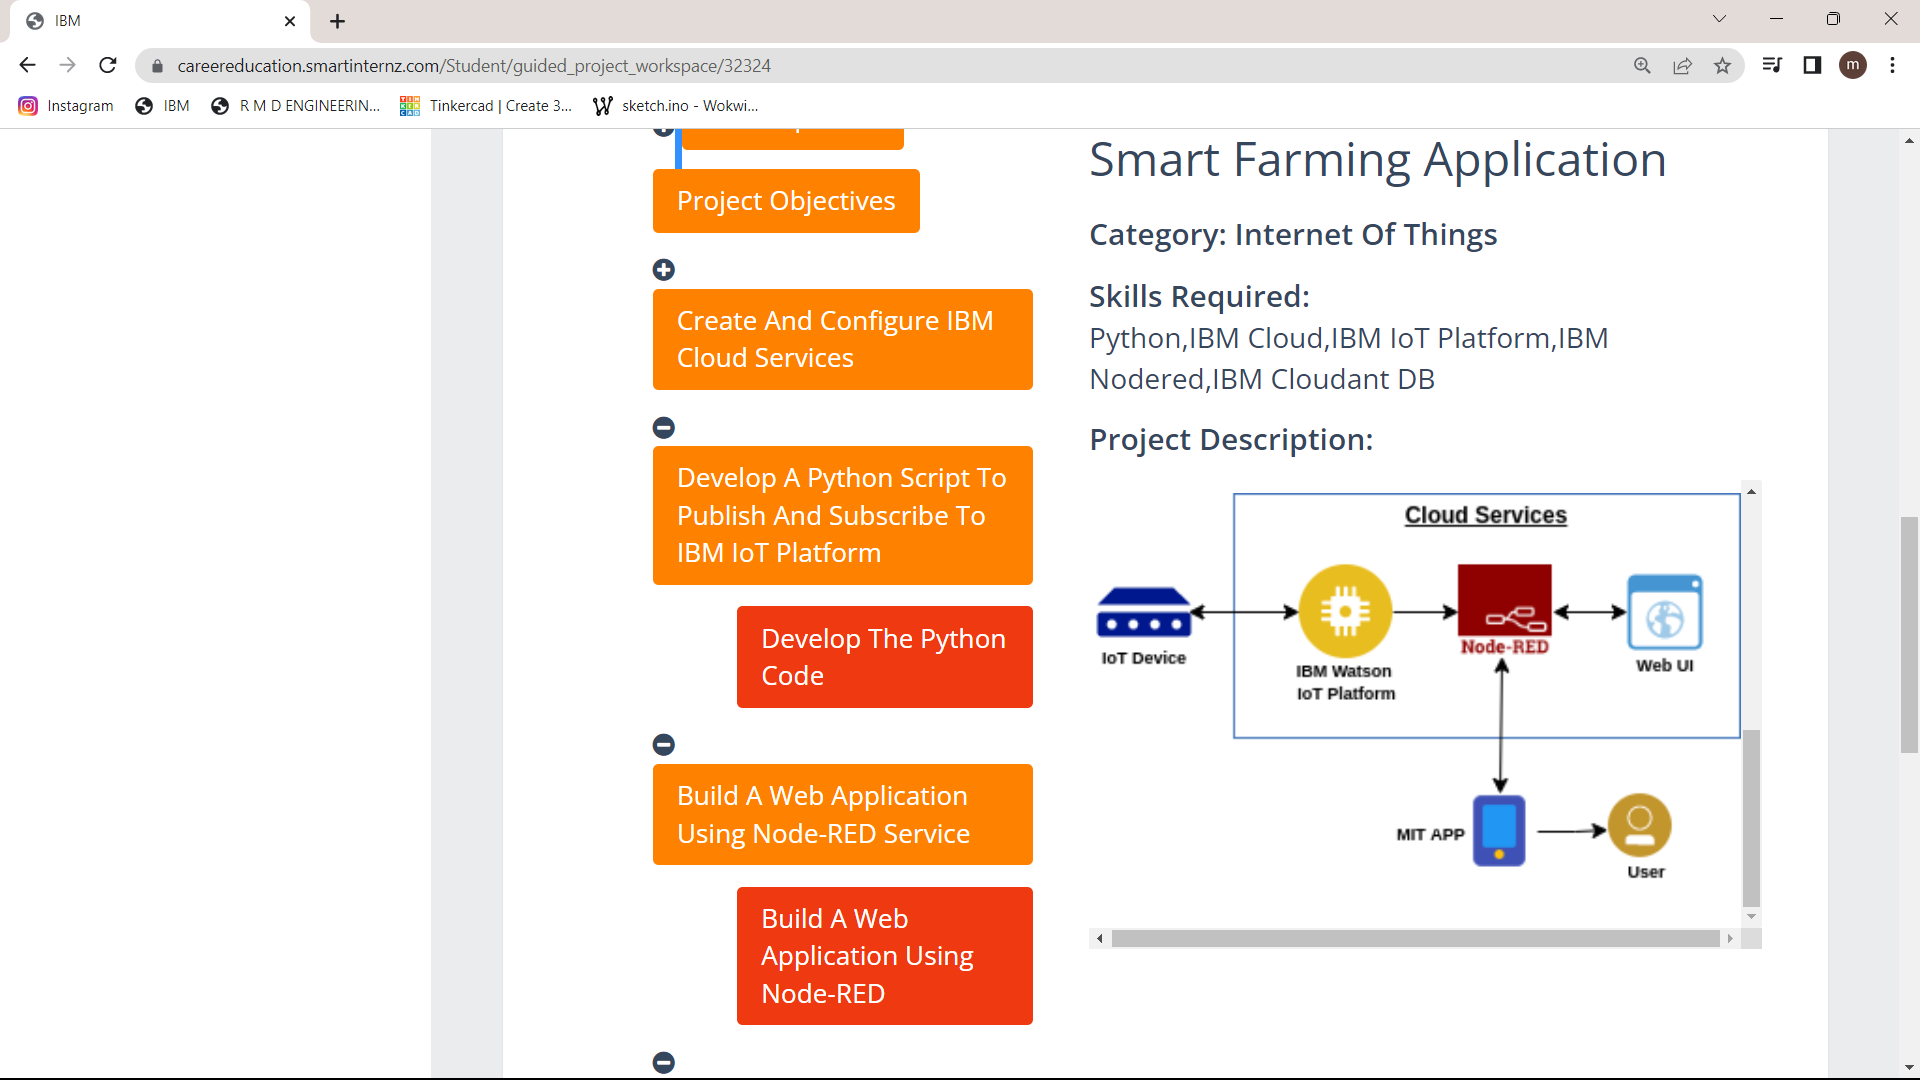 IBM
careereducation.smartinternz.com/Student/guided_project_workspace/32324
m
Instagram
IBM
R M D ENGINEERIN...
Tinkercad | Create 3...
sketch.ino - Wokwi...
Project Objectives
Create And Configure IBM
Cloud Services
Develop A Python Script To
Publish And Subscribe To
IBM IoT Platform
Develop The Python
Code
Build A Web Application
Using Node-RED Service
Build A Web
Application Using
Node-RED
Smart Farming Application
Category: Internet Of Things
Skills Required:
Python,IBM Cloud,IBM IoT Platform,IBM
Nodered,IBM Cloudant DB
Project Description:
Cloud Services
IoT Device
IBM Watson
IoT Platform
Node-RED
Web UI
MIT APP
User